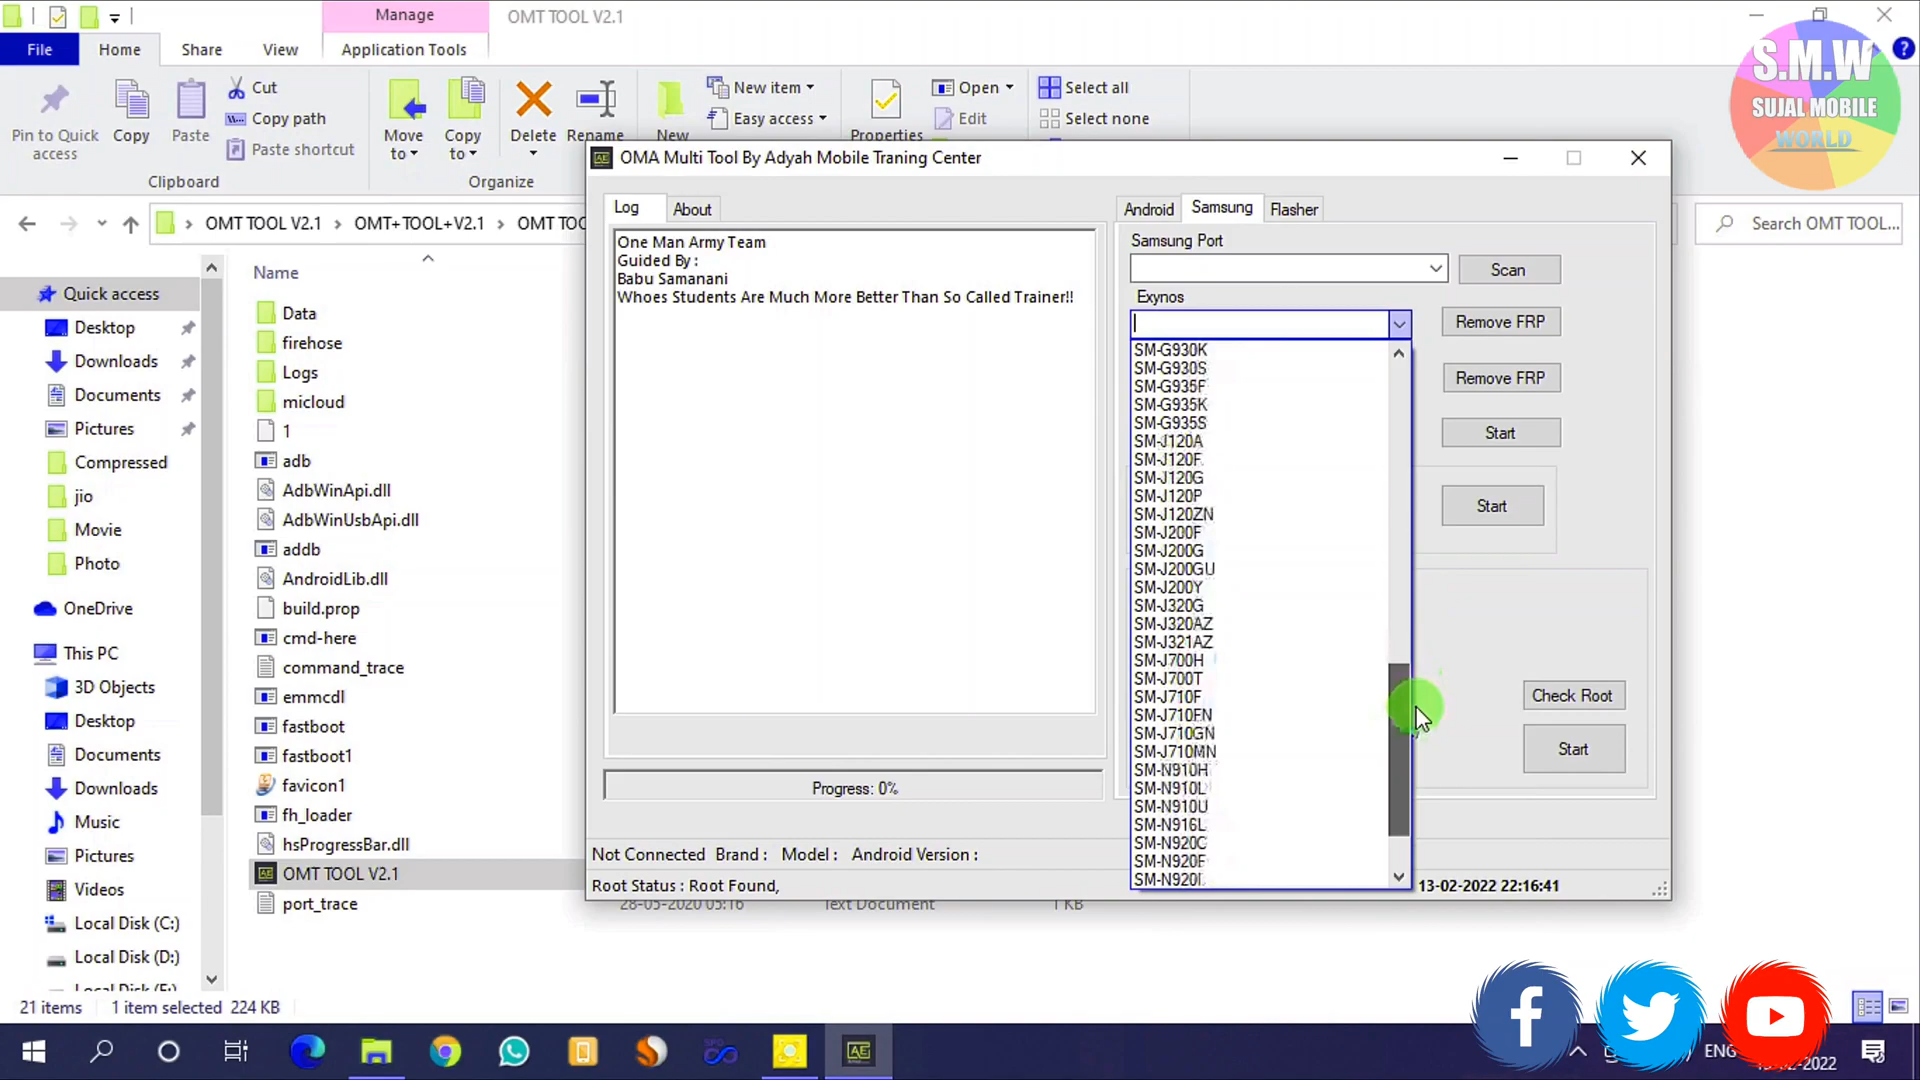 Manage
OMT TOOL V2.1
File
Home
Share
View
Application Tools
Pin to Quick access
Copy
Paste
Cut
Copy path
Paste shortcut
Clipboard
Move to
Copy to
Delete
Rename
Organize
New
New item
Easy access
Properties
Open
Edit
Select all
Select none
S.M.W
SUJAL MOBILE
WORLD
OMT TOOL V2.1 › OMT+TOOL+V2.1 › OMT TOO
Search OMT TOOL...
Quick access
Desktop
Downloads
Documents
Pictures
Compressed
jio
Movie
Photo
OneDrive
This PC
3D Objects
Desktop
Documents
Downloads
Music
Pictures
Videos
Local Disk (C:)
Local Disk (D:)
Name
Data
firehose
Logs
micloud
1
adb
AdbWinApi.dll
AdbWinUsbApi.dll
addb
AndroidLib.dll
build.prop
cmd-here
command_trace
emmcdl
fastboot
fastboot1
favicon1
fh_loader
hsProgressBar.dll
OMT TOOL V2.1
port_trace
28-05-2020 05:16
Text Document
1 KB
21 items
1 item selected 224 KB
OMA Multi Tool By Adyah Mobile Traning Center
Log
About
One Man Army Team
Guided By :
Babu Samanani
Whoes Students Are Much More Better Than So Called Trainer!!
Progress: 0%
Not Connected Brand : Model : Android Version :
Root Status : Root Found,
Android
Samsung
Flasher
Samsung Port
Scan
Exynos
Remove FRP
Remove FRP
Start
Start
Check Root
Start
SM-G930K
SM-G930S
SM-G935F
SM-G935K
SM-G935S
SM-J120A
SM-J120F
SM-J120G
SM-J120P
SM-J120ZN
SM-J200F
SM-J200G
SM-J200GU
SM-J200Y
SM-J320G
SM-J320AZ
SM-J321AZ
SM-J700H
SM-J700T
SM-J710F
SM-J710FN
SM-J710GN
SM-J710MN
SM-N910H
SM-N910L
SM-N910U
SM-N916L
SM-N920C
SM-N920F
13-02-2022 22:16:41
ENG